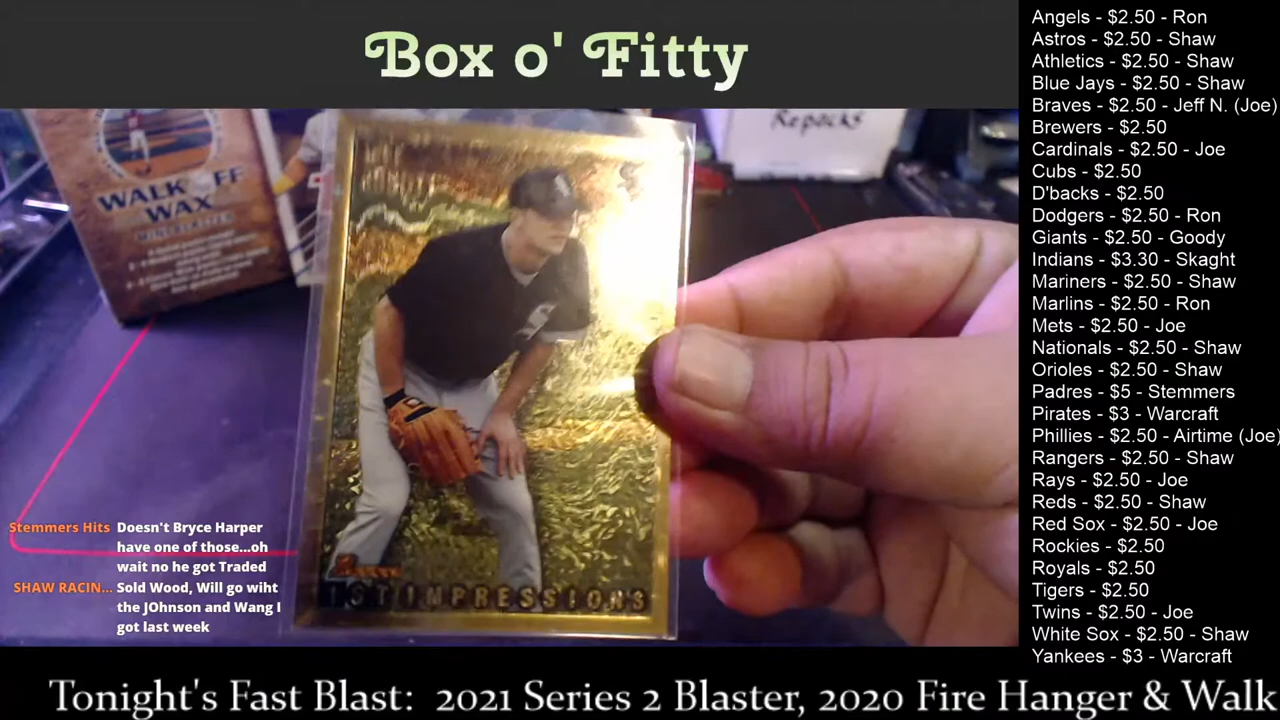 Box o' Fitty
Repacks
WALK OFF
WAX
Bowman
PRESSIONS
Stemmers Hits Doesn't Bryce Harper
have one of those...oh
wait no he got Traded
SHAW RACIN... Sold Wood, Will go wiht
the JOhnson and Wang I
got last week
Angels - $2.50 - Ron
Astros - $2.50 - Shaw
Athletics - $2.50 - Shaw
Blue Jays - $2.50 - Shaw
Braves - $2.50 - Jeff N. (Joe)
Brewers - $2.50
Cardinals - $2.50 - Joe
Cubs - $2.50
D'backs - $2.50
Dodgers - $2.50 - Ron
Giants - $2.50 - Goody
Indians - $3.30 - Skaght
Mariners - $2.50 - Shaw
Marlins - $2.50 - Ron
Mets - $2.50 - Joe
Nationals - $2.50 - Shaw
Orioles - $2.50 - Shaw
Padres - $5 - Stemmers
Pirates - $3 - Warcraft
Phillies - $2.50 - Airtime (Joe)
Rangers - $2.50 - Shaw
Rays - $2.50 - Joe
Reds - $2.50 - Shaw
Red Sox - $2.50 - Joe
Rockies - $2.50
Royals - $2.50
Tigers - $2.50
Twins - $2.50 - Joe
White Sox - $2.50 - Shaw
Yankees - $3 - Warcraft
Tonight's Fast Blast: 2021 Series 2 Blaster, 2020 Fire Hanger & Walk